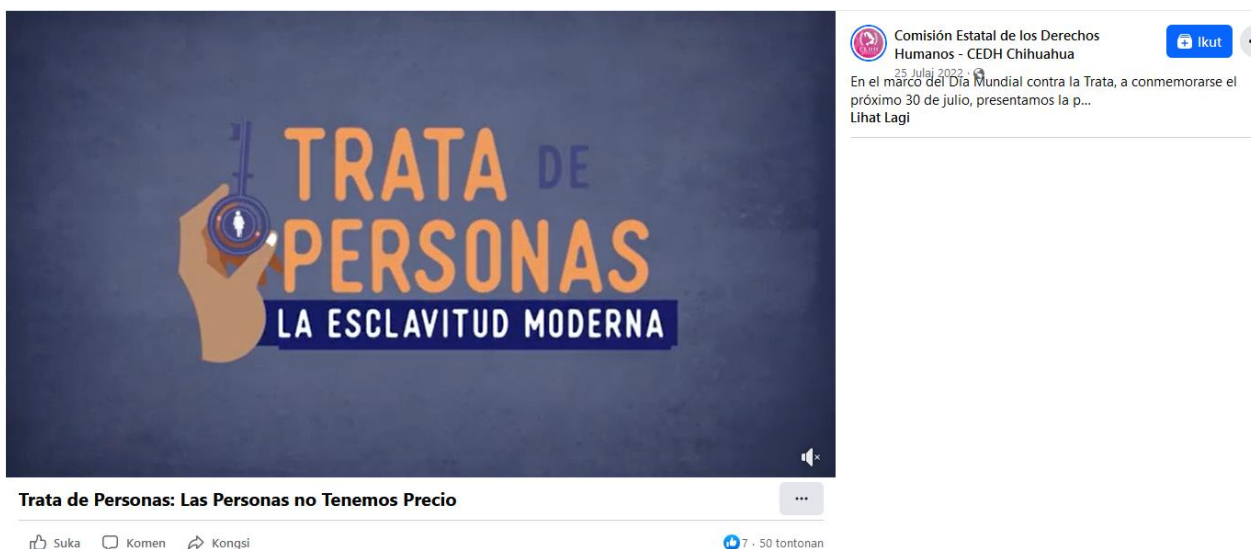 TRATA DE
PERSONAS
LA ESCLAVITUD MODERNA
Trata de Personas: Las Personas no Tenemos Precio
Suka Komen Kongsi
7 · 50 tontonan
Comisión Estatal de los Derechos
Humanos - CEDH Chihuahua
Ikut
25 Julai 2022 ·
En el marco del Día Mundial contra la Trata, a conmemorarse el
próximo 30 de julio, presentamos la p...
Lihat Lagi